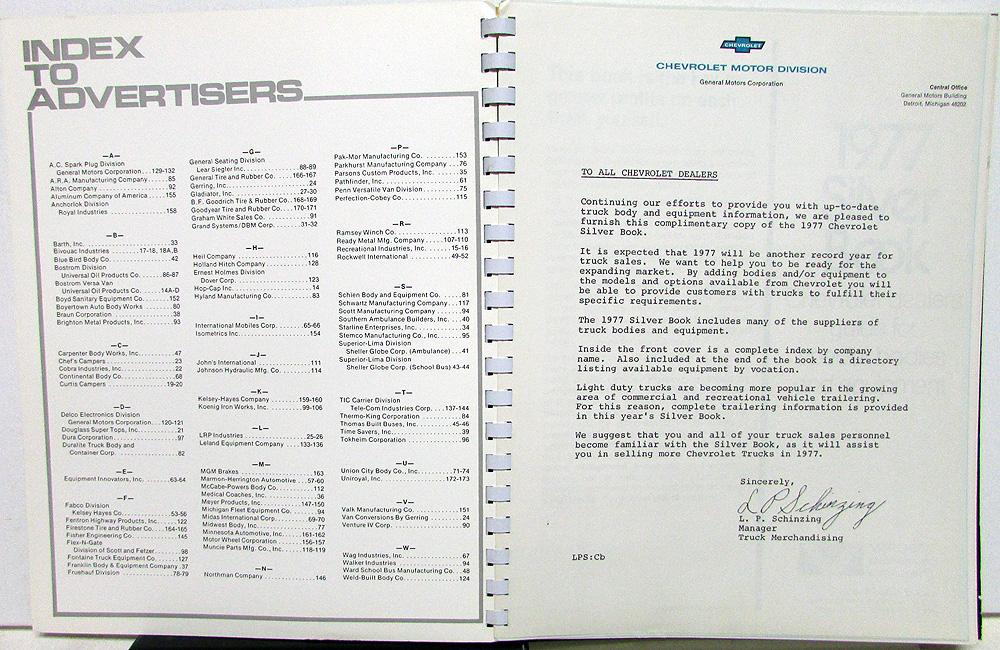 INDEX
TO
ADVERTISERS
—A—
A.C. Spark Plug Division
General Motors Corporation...129-132
A.R.A. Manufacturing Company......85
Alton Company....................92
Aluminum Company of America......155
Anchorlok Division
Royal Industries................158
—B—
Barth, Inc.......................33
Bivouac Industries.......17-18, 18A,B
Blue Bird Body Co................42
Bostrom Division
Universal Oil Products Co......86-87
Bostrom Versa Van
Universal Oil Products Co.....14A-D
Boyd Sanitary Equipment Co......152
Boyertown Auto Body Works........80
Braun Corporation................38
Brighton Metal Products, Inc.....93
—C—
Carpenter Body Works, Inc........47
Chef's Campers...................23
Cobra Industries, Inc............22
Continental Body Co..............68
Curtis Campers................19-20
—D—
Delco Electronics Division
General Motors Corporation...120-121
Douglass Super Tops, Inc.........21
Dura Corporation.................97
Duralite Truck Body and
Container Corp...................82
—E—
Equipment Innovators, Inc.....63-64
—F—
Fabco Division
Kelsey Hayes Co...............53-56
Fentron Highway Products, Inc...122
Firestone Tire and Rubber Co...164-165
Fisher Engineering Co...........145
Flex-N-Gate
Division of Scott and Fetzer.....98
Fontaine Truck Equipment Co.....127
Franklin Body & Equipment Company .37
Fruehauf Division.............78-79
—G—
General Seating Division
Lear Siegler Inc..............88-89
General Tire and Rubber Co...166-167
Gerring, Inc.....................24
Gladiator, Inc................27-30
B.F. Goodrich Tire & Rubber Co..168-169
Goodyear Tire and Rubber Co...170-171
Graham White Sales Co............91
Grand Systems/DBM Corp........31-32
—H—
Heil Company....................116
Holland Hitch Company...........128
Ernest Holmes Division
Dover Corp......................123
Hop-Cap Inc......................14
Hyland Manufacturing.............83
—I—
International Mobiles Corp....65-66
Isometrics Inc..................154
—J—
John's International............111
Johnson Hydraulic Mfg. Co.......114
—K—
Kelsey-Hayes Company........159-160
Koenig Iron Works, Inc.......99-106
—L—
LRP Industries................25-26
Leland Equipment Company....133-136
—M—
MGM Brakes......................163
Marmon-Herrington Automotive..57-60
McCabe-Powers Body Co...........112
Medical Coaches, Inc.............36
Meyer Products, Inc.........147-150
Michigan Fleet Equipment Co......94
Midas International Corp......69-70
Midwest Body, Inc................77
Minnesota Automotive, Inc...161-162
Motor Wheel Corporation.....156-157
Muncie Parts Mfg. Co., Inc...118-119
—N—
Northman Company................146
—P—
Pak-Mor Manufacturing Co........153
Parkhurst Manufacturing Company..76
Parsons Custom Products, Inc.....35
Pathfinder, Inc..................61
Penn Versatile Van Division......75
Perfection-Cobey Co.............115
—R—
Ramsey Winch Co.................113
Ready Metal Mfg. Company....107-110
Recreational Industries, Inc..15-16
Rockwell International........49-52
—S—
Schien Body and Equipment Co.....81
Schwartz Manufacturing Company..117
Scott Manufacturing Company......94
Southern Ambulance Builders, Inc...40
Starline Enterprises, Inc........34
Stemco Manufacturing Co., Inc....95
Superior-Lima Division
Sheller Globe Corp. (Ambulance)...41
Superior-Lima Division
Sheller Globe Corp. (School Bus) 43-44
—T—
TIC Carrier Division
Tele-Com Industries Corp....137-144
Thermo-King Corporation..........84
Thomas Built Buses, Inc.......45-46
Time Savers, Inc.................39
Tokheim Corporation..............96
—U—
Union City Body Co., Inc......71-74
Uniroyal, Inc...............172-173
—V—
Valk Manufacturing..............151
Van Conversions By Gerring.......24
Venture IV Corp..................90
—W—
Wag Industries, Inc..............67
Walker Industries................94
Ward School Bus Manufacturing Co...48
Weld-Built Body Co..............124
CHEVROLET
CHEVROLET MOTOR DIVISION
General Motors Corporation
Central Office
General Motors Building
Detroit, Michigan 48202
TO ALL CHEVROLET DEALERS
Continuing our efforts to provide you with up-to-date
truck body and equipment information, we are pleased to
furnish this complimentary copy of the 1977 Chevrolet
Silver Book.
It is expected that 1977 will be another record year for
truck sales. We want to help you to be ready for the
expanding market. By adding bodies and/or equipment to
the models and options available from Chevrolet you will
be able to provide customers with trucks to fulfill their
specific requirements.
The 1977 Silver Book includes many of the suppliers of
truck bodies and equipment.
Inside the front cover is a complete index by company
name. Also included at the end of the book is a directory
listing available equipment by vocation.
Light duty trucks are becoming more popular in the growing
area of commercial and recreational vehicle trailering.
For this reason, complete trailering information is provided
in this year's Silver Book.
We suggest that you and all of your truck sales personnel
become familiar with the Silver Book, as it will assist
you in selling more Chevrolet Trucks in 1977.
Sincerely,
L P Schinzing
L. P. Schinzing
Manager
Truck Merchandising
LPS:Cb